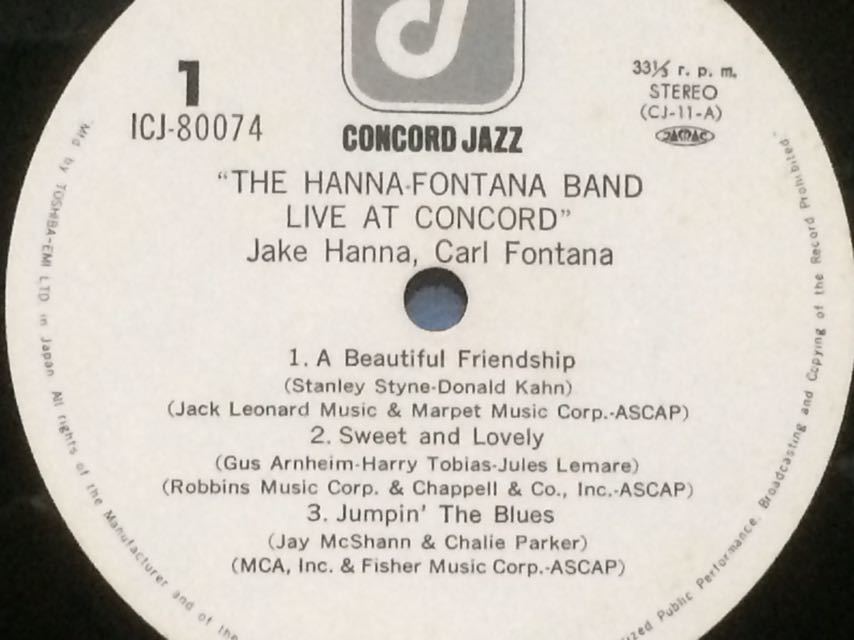 1
ICJ-80074
CONCORD JAZZ
33⅓ r. p. m.
STEREO
(CJ-11-A)
"THE HANNA-FONTANA BAND
LIVE AT CONCORD"
Jake Hanna, Carl Fontana
1. A Beautiful Friendship
(Stanley Styne-Donald Kahn)
(Jack Leonard Music & Marpet Music Corp.-ASCAP)
2. Sweet and Lovely
(Gus Arnheim-Harry Tobias-Jules Lemare)
(Robbins Music Corp. & Chappell & Co., Inc.-ASCAP)
3. Jumpin' The Blues
(Jay McShann & Chalie Parker)
(MCA, Inc. & Fisher Music Corp.-ASCAP)
Mfd by TOSHIBA-EMI LTD in Japan All rights of the Manufacturer and of the
Public Performance, Broadcasting and Copying of the Record Prohibited.